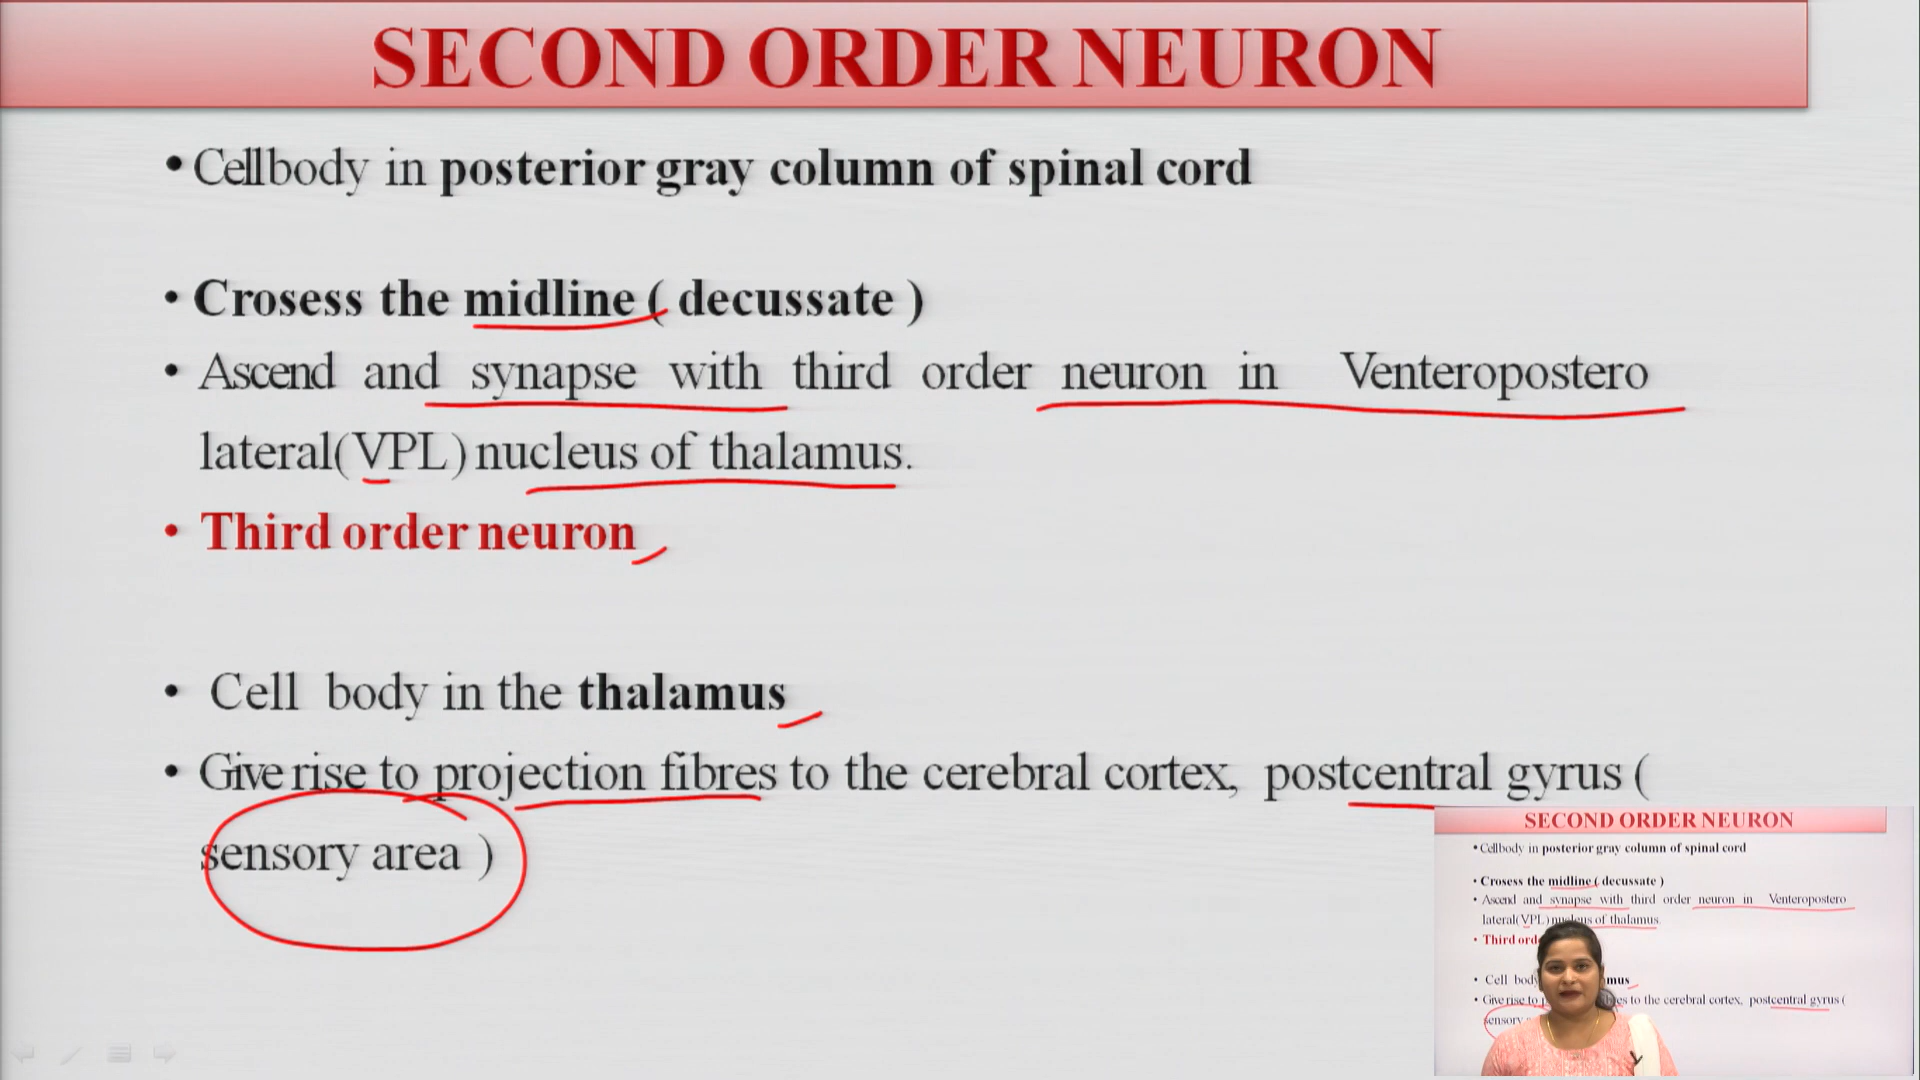 SECOND ORDER NEURON
• Cellbody in posterior gray column of spinal cord
• Crosess the midline ( decussate )
• Ascend and synapse with third order neuron in Venteropostero
lateral(VPL) nucleus of thalamus.
• Third order neuron
• Cell body in the thalamus
• Give rise to projection fibres to the cerebral cortex, postcentral gyrus (
sensory area )
SECOND ORDER NEURON
• Cellbody in posterior gray column of spinal cord
• Crosess the midline ( decussate )
• Ascend and synapse with third order neuron in Venteropostero
lateral(VPL) nucleus of thalamus.
• Third
• Cell
• Give rise to to the cerebral cortex, postcentral gyrus (
sensory